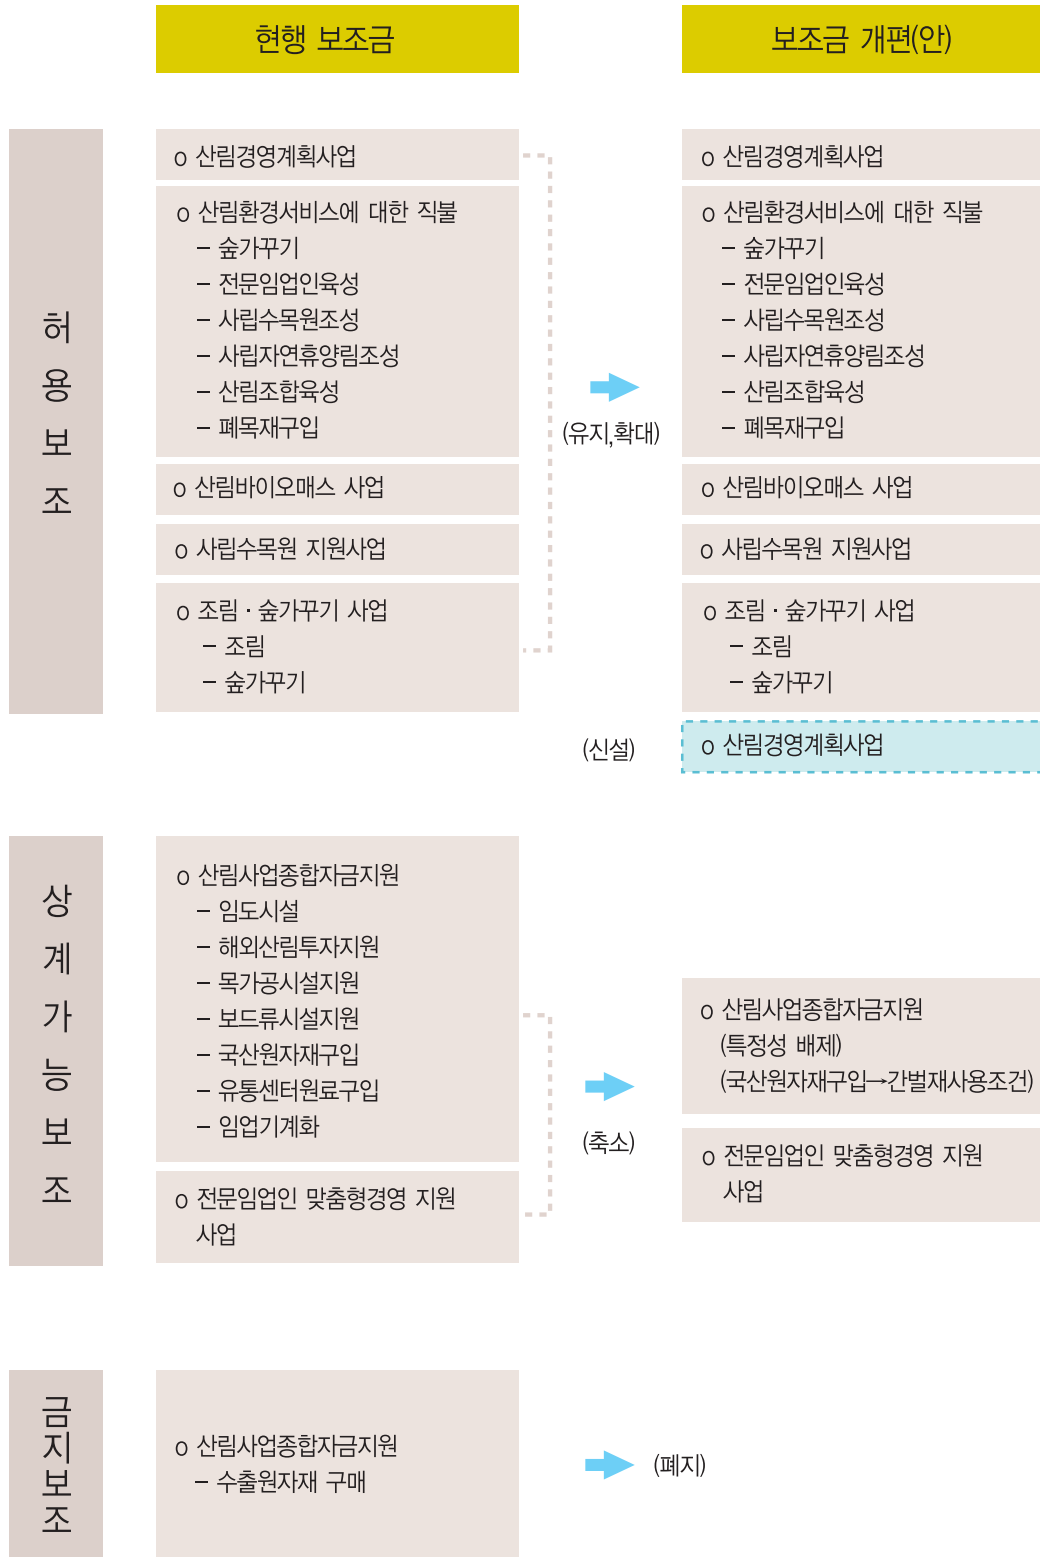 현행 보조금
보조금 개편(안)
허용보조
o 산림경영계획사업
o 산림환경서비스에 대한 직불
- 숲가꾸기
- 전문임업인육성
- 사립수목원조성
- 사립자연휴양림조성
- 산림조합육성
- 폐목재구입
o 산림바이오매스 사업
o 사립수목원 지원사업
o 조림 · 숲가꾸기 사업
- 조림
- 숲가꾸기
(유지,확대)
o 산림경영계획사업
o 산림환경서비스에 대한 직불
- 숲가꾸기
- 전문임업인육성
- 사립수목원조성
- 사립자연휴양림조성
- 산림조합육성
- 폐목재구입
o 산림바이오매스 사업
o 사립수목원 지원사업
o 조림 · 숲가꾸기 사업
- 조림
- 숲가꾸기
(신설)
o 산림경영계획사업
상계가능보조
o 산림사업종합자금지원
- 임도시설
- 해외산림투자지원
- 목가공시설지원
- 보드류시설지원
- 국산원자재구입
- 유통센터원료구입
- 임업기계화
o 전문임업인 맞춤형경영 지원
사업
(축소)
o 산림사업종합자금지원
(특정성 배제)
(국산원자재구입→간벌재사용조건)
o 전문임업인 맞춤형경영 지원
사업
금지보조
o 산림사업종합자금지원
- 수출원자재 구매
(폐지)